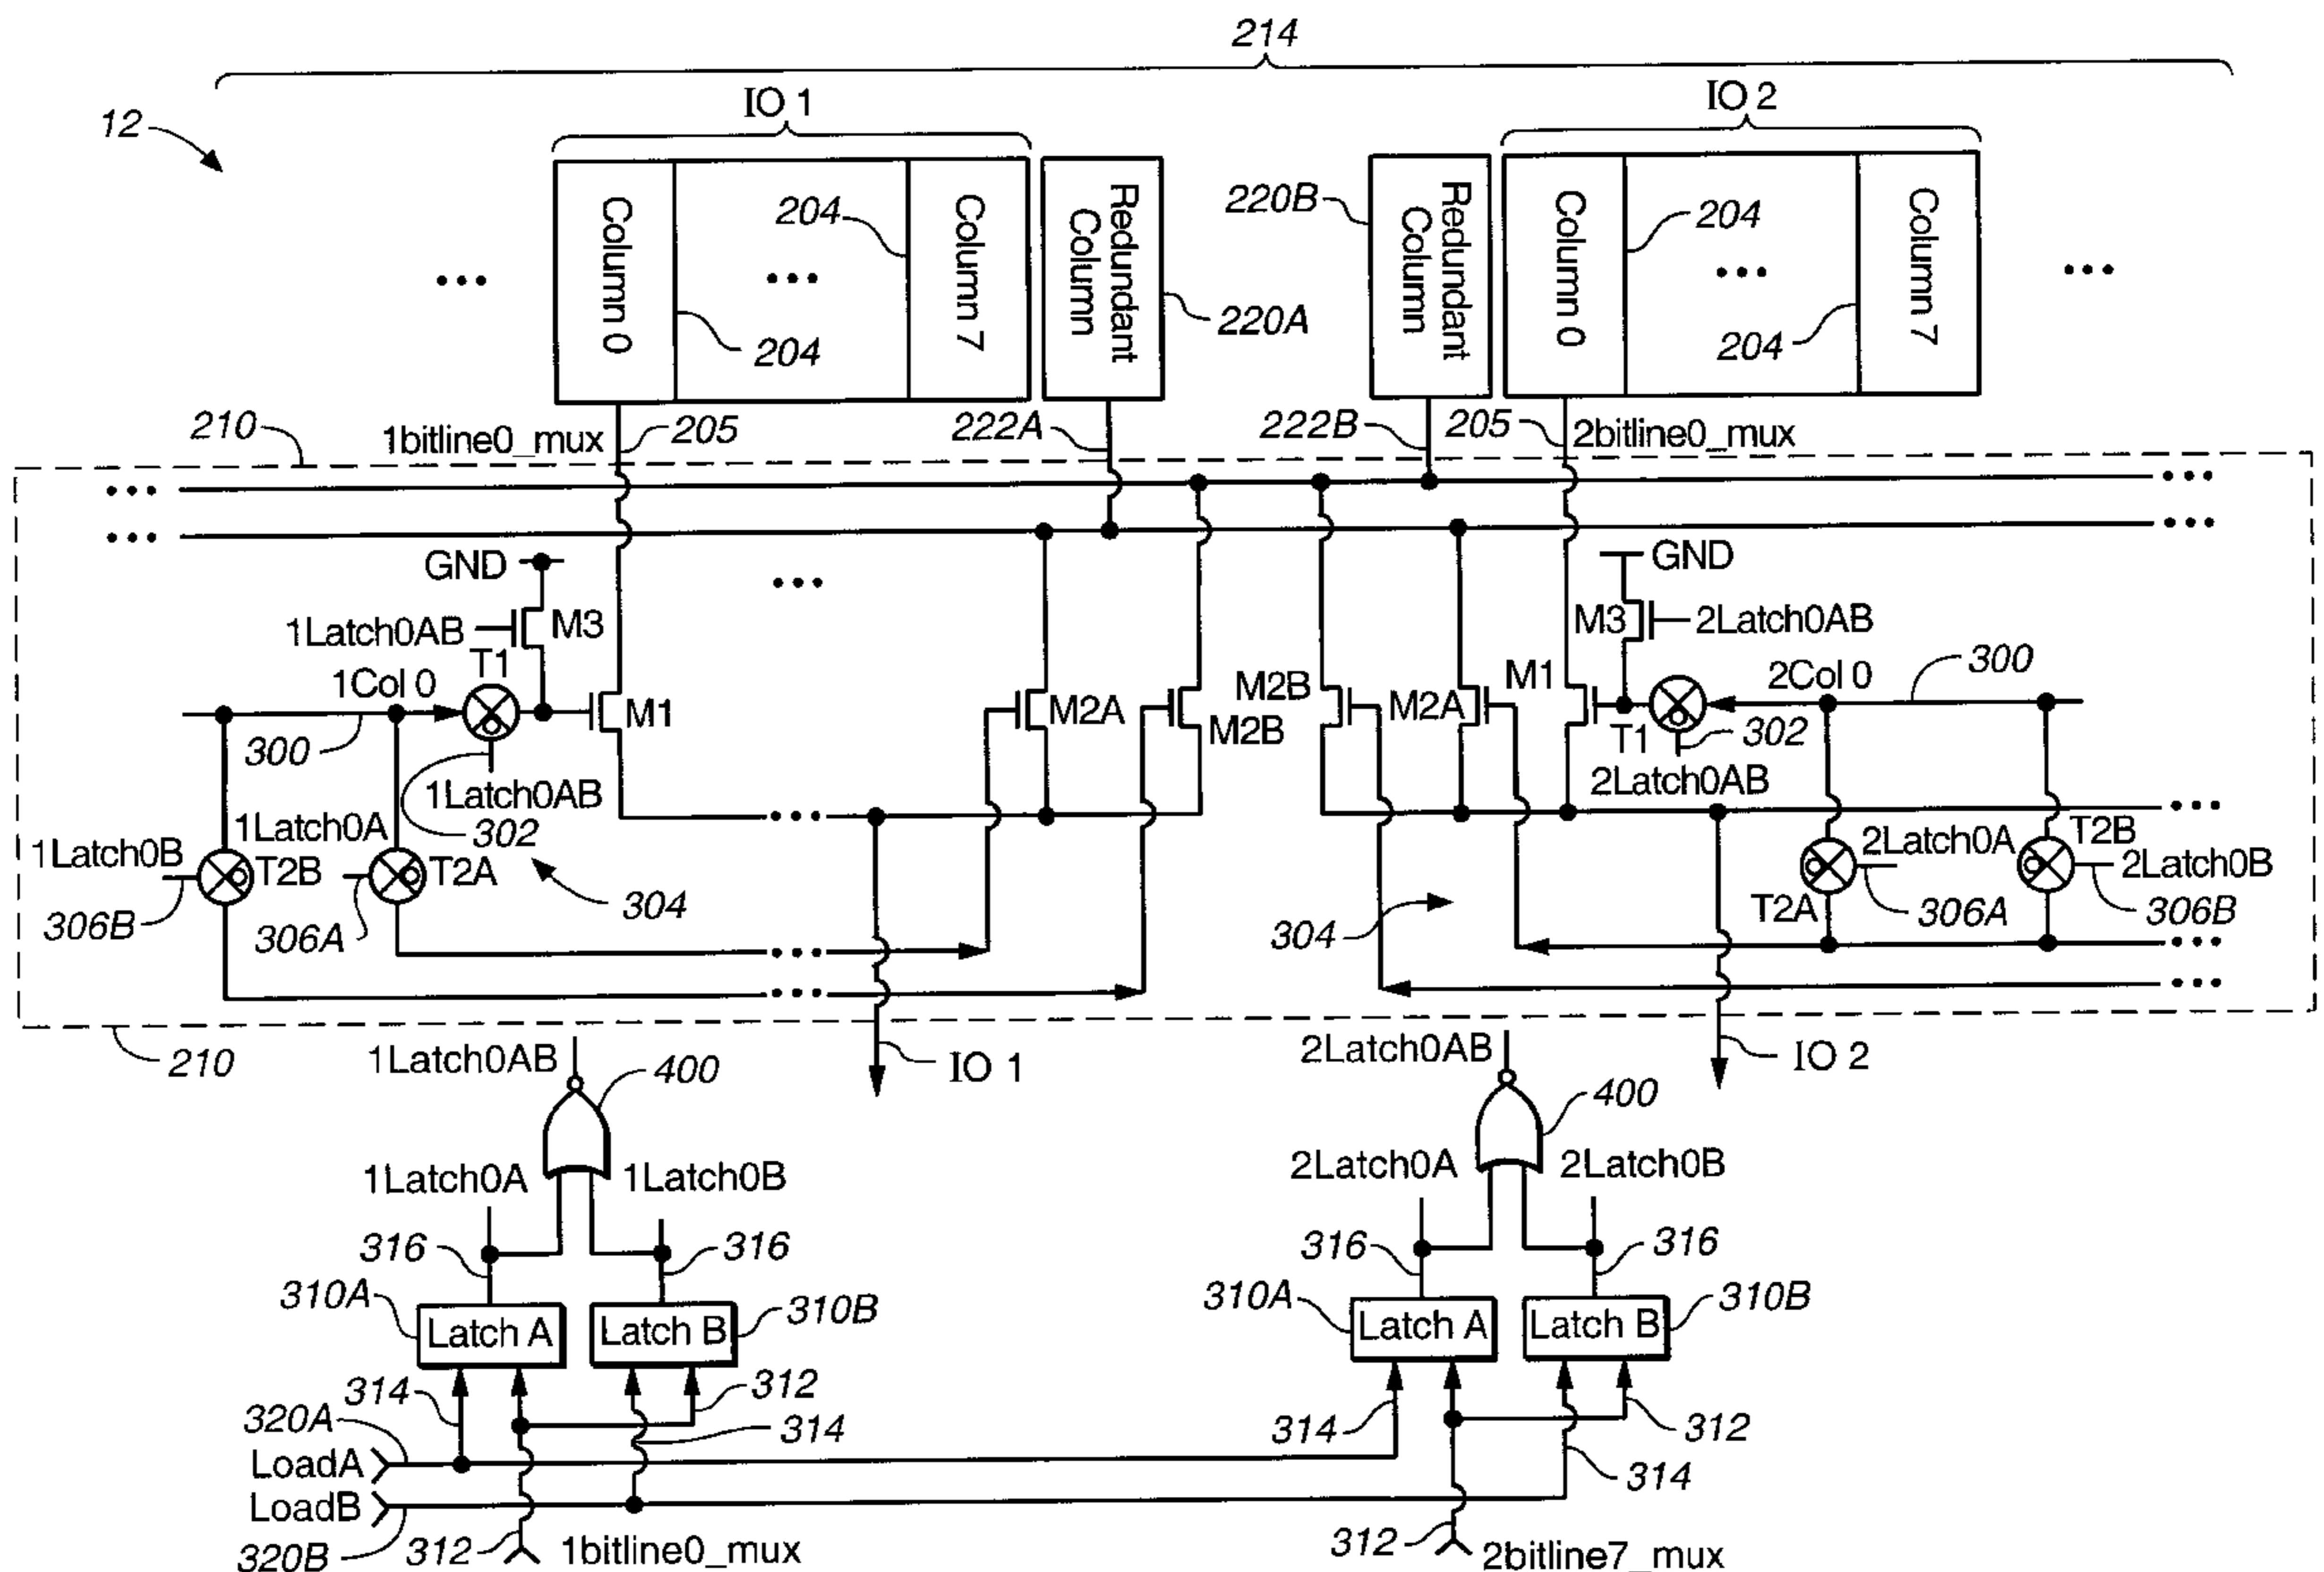 214
12
IO 1
IO 2
Column 0
204
Column 7
204
Redundant Column
220A
220B
Redundant Column
Column 0
204
Column 7
204
...
210
1bitline0_mux
205
222A
222B
205
2bitline0_mux
GND
1Latch0AB
M3
T1
1Col 0
300
M1
1Latch0AB
302
M2A
M2B
M2B
M2A
M1
GND
M3
2Latch0AB
2Col 0
300
T1
302
2Latch0AB
1Latch0A
1Latch0B
T2B
T2A
306B
306A
304
304
2Latch0A
T2B
2Latch0B
T2A
306A
306B
210
IO 1
IO 2
1Latch0AB
400
2Latch0AB
400
1Latch0A
1Latch0B
2Latch0A
2Latch0B
316
316
316
316
310A
Latch A
Latch B
310B
310A
Latch A
Latch B
310B
314
312
314
314
312
314
320A
LoadA
LoadB
320B
312
1bitline0_mux
312
2bitline7_mux